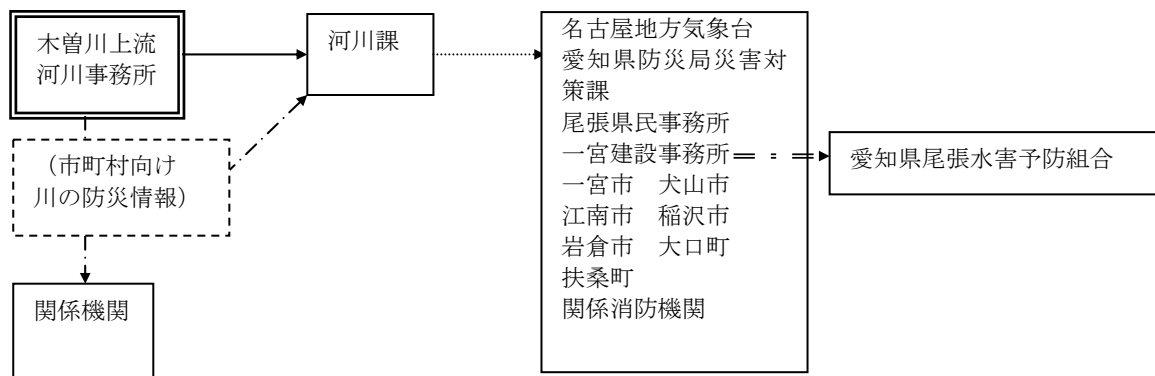 木曽川上流
河川事務所
河川課
(市町村向け
川の防災情報)
関係機関
名古屋地方気象台
愛知県防災局災害対
策課
尾張県民事務所
一宮建設事務所
一宮市　犬山市
江南市　稲沢市
岩倉市　大口町
扶桑町
関係消防機関
愛知県尾張水害予防組合